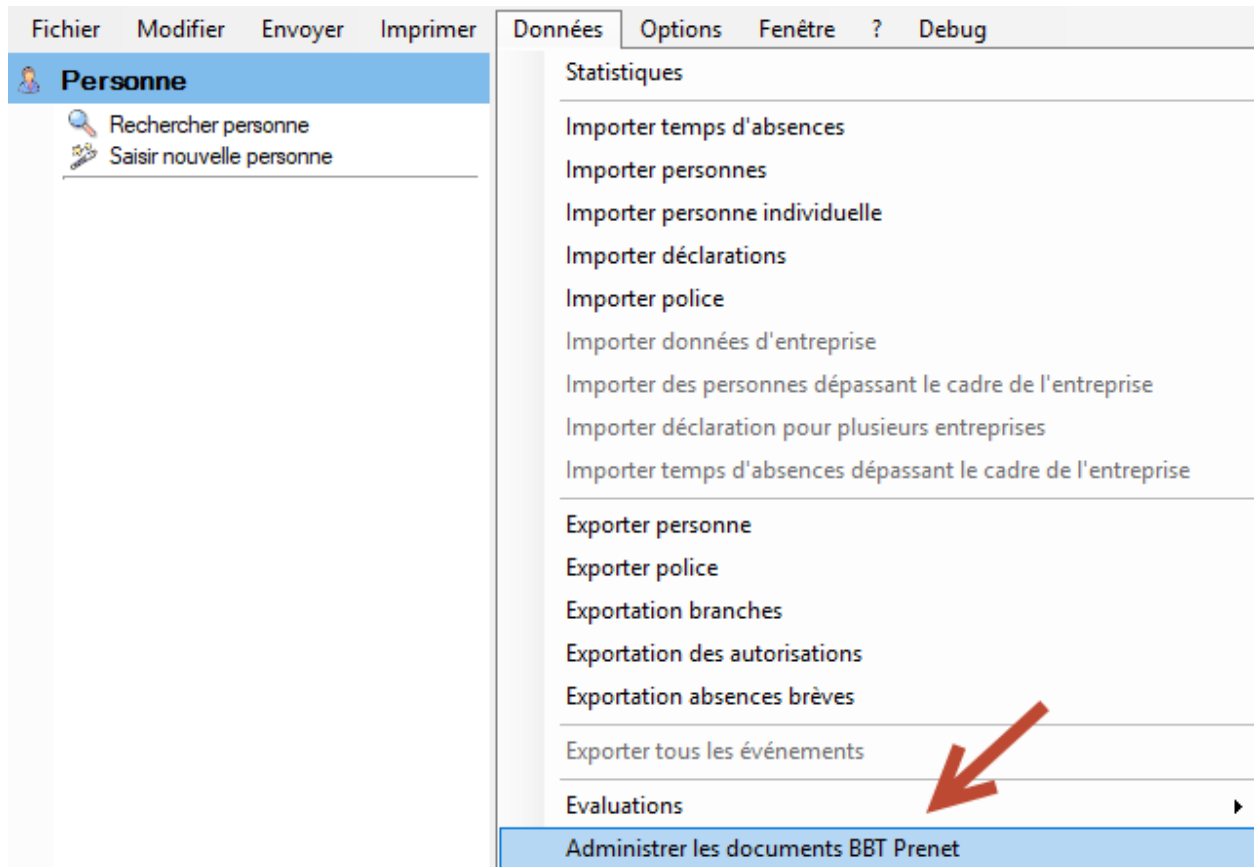 Fichier Modifier Envoyer Imprimer Données Options Fenêtre ? Debug
Personne
Rechercher personne
Saisir nouvelle personne
Statistiques
Importer temps d'absences
Importer personnes
Importer personne individuelle
Importer déclarations
Importer police
Importer données d'entreprise
Importer des personnes dépassant le cadre de l'entreprise
Importer déclaration pour plusieurs entreprises
Importer temps d'absences dépassant le cadre de l'entreprise
Exporter personne
Exporter police
Exportation branches
Exportation des autorisations
Exportation absences brèves
Exporter tous les événements
Evaluations
Administrer les documents BBT Prenet